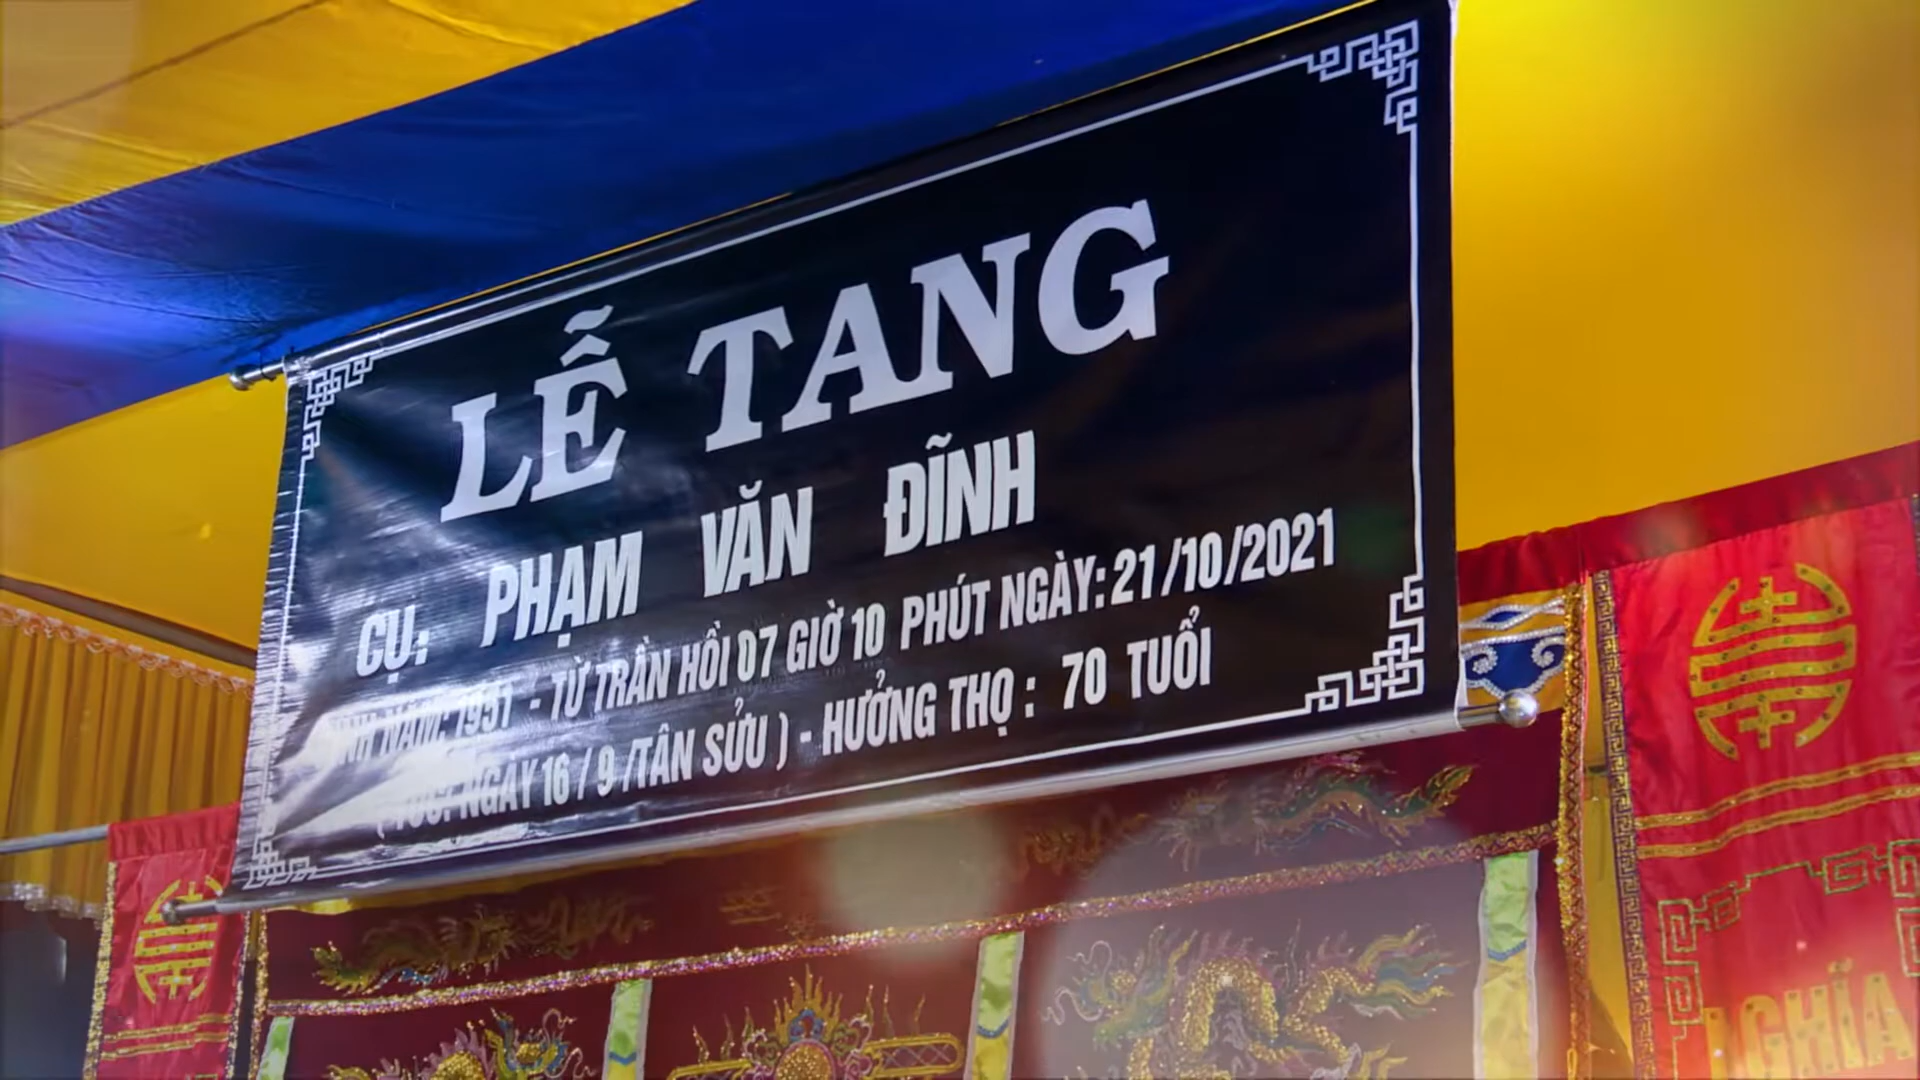 LỄ TANG
CỤ: PHẠM VĂN ĐĨNH
NĂM: 1951 - TỪ TRẦN HỒI 07 GIỜ 10 PHÚT NGÀY: 21/10/2021
NGÀY 16/9/TÂN SỬU ) - HƯỞNG THỌ : 70 TUỔI
NGHĨA